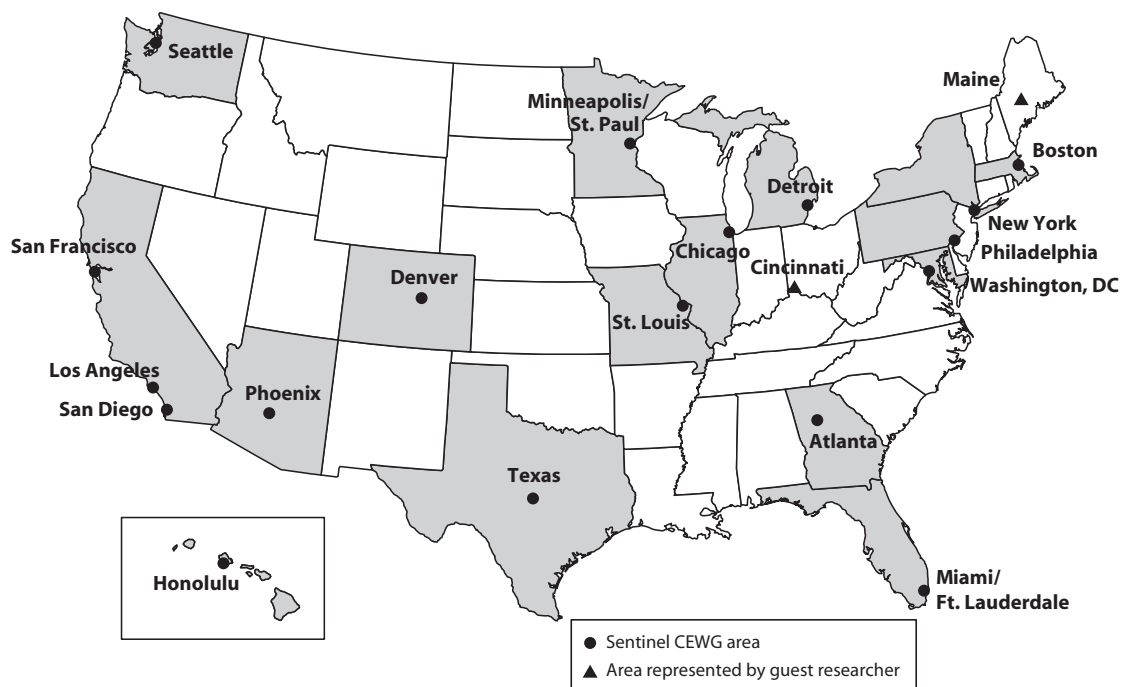 Seattle
Minneapolis/
St. Paul
Maine
Boston
Detroit
New York
San Francisco
Chicago
Philadelphia
Denver
Cincinnati
Washington, DC
St. Louis
Los Angeles
San Diego
Phoenix
Atlanta
Texas
Honolulu
Miami/
Ft. Lauderdale
Sentinel CEWG area
Area represented by guest researcher